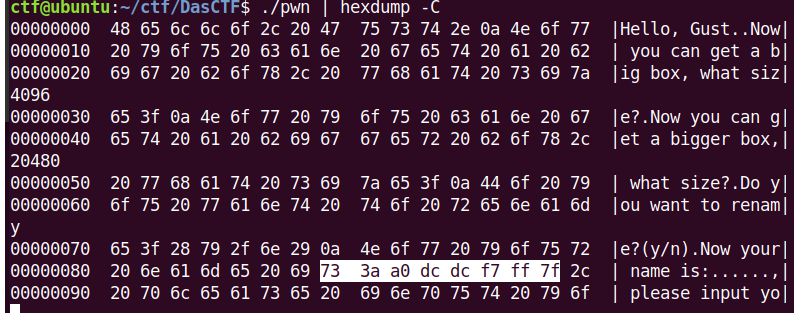 ctf@ubuntu:~/ctf/DasCTF$ ./pwn | hexdump -C
00000000  48 65 6c 6c 6f 2c 20 47  75 73 74 2e 0a 4e 6f 77  |Hello, Gust..Now|
00000010  20 79 6f 75 20 63 61 6e  20 67 65 74 20 61 20 62  | you can get a b|
00000020  69 67 20 62 6f 78 2c 20  77 68 61 74 20 73 69 7a  |ig box, what siz|
4096
00000030  65 3f 0a 4e 6f 77 20 79  6f 75 20 63 61 6e 20 67  |e?.Now you can g|
00000040  65 74 20 61 20 62 69 67  67 65 72 20 62 6f 78 2c  |et a bigger box,|
20480
00000050  20 77 68 61 74 20 73 69  7a 65 3f 0a 44 6f 20 79  | what size?.Do y|
00000060  6f 75 20 77 61 6e 74 20  74 6f 20 72 65 6e 61 6d  |ou want to renam|
y
00000070  65 3f 28 79 2f 6e 29 0a  4e 6f 77 20 79 6f 75 72  |e?(y/n).Now your|
00000080  20 6e 61 6d 65 20 69 73  3a a0 dc dc f7 ff 7f 2c  | name is:......,|
00000090  20 70 6c 65 61 73 65 20  69 6e 70 75 74 20 79 6f  | please input yo|